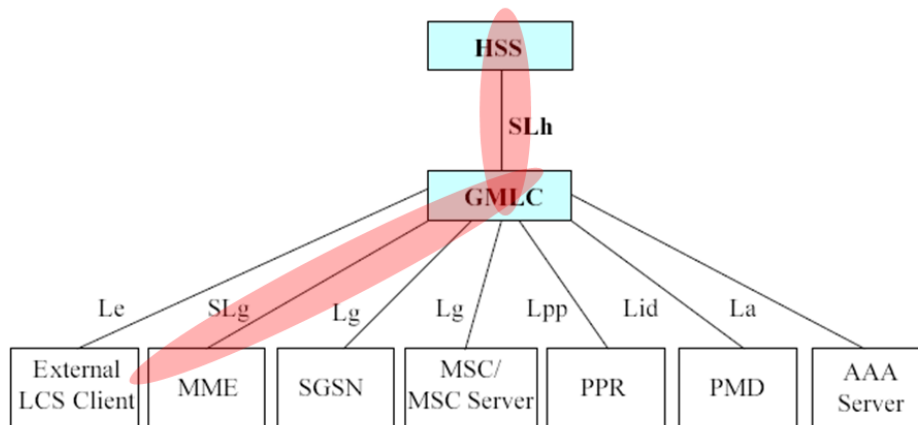 HSS
SLh
GMLC
Le
SLg
Lg
Lg
Lpp
Lid
La
External
LCS Client
MME
SGSN
MSC/
MSC Server
PPR
PMD
AAA
Server